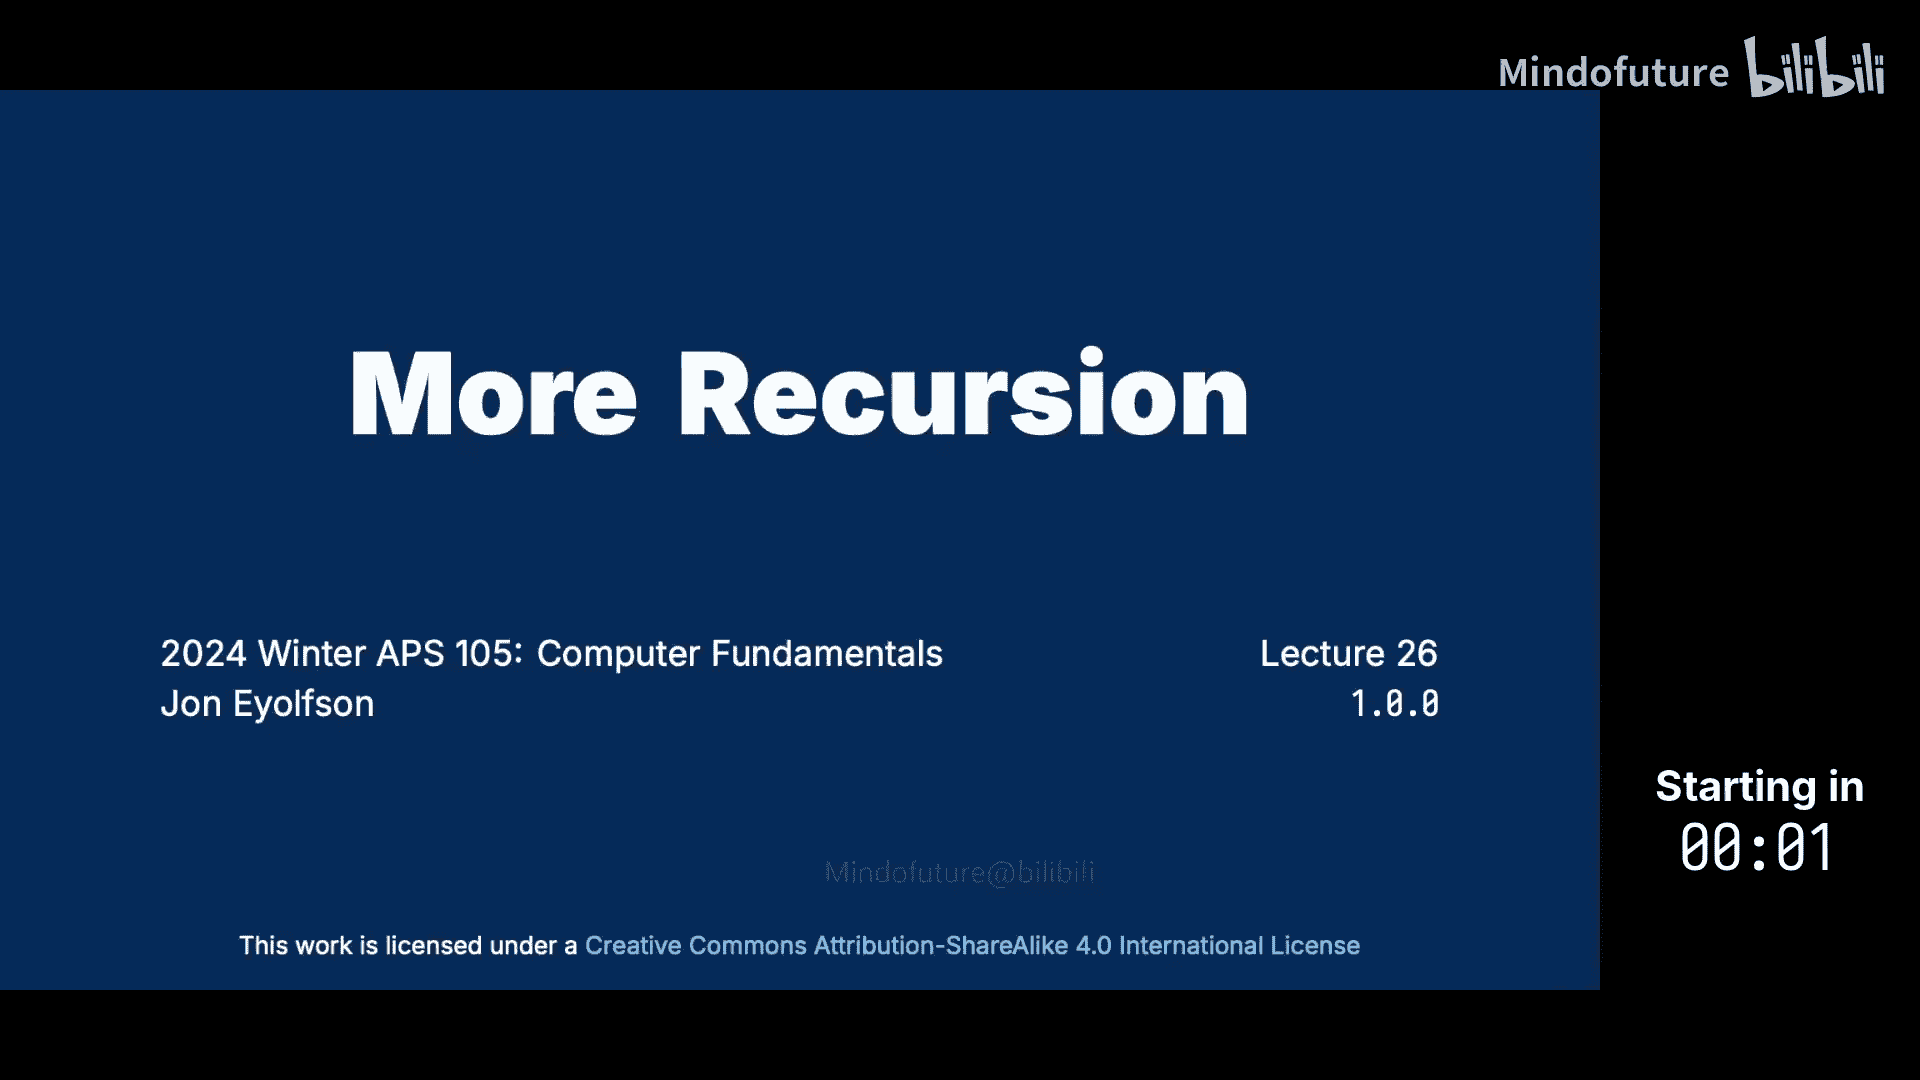 Mindofuture bilibili
More Recursion
2024 Winter APS 105: Computer Fundamentals
Jon Eyolfson
Lecture 26
1.0.0
Starting in
00:01
Mindofuture@bilibili
This work is licensed under a Creative Commons Attribution-ShareAlike 4.0 International License